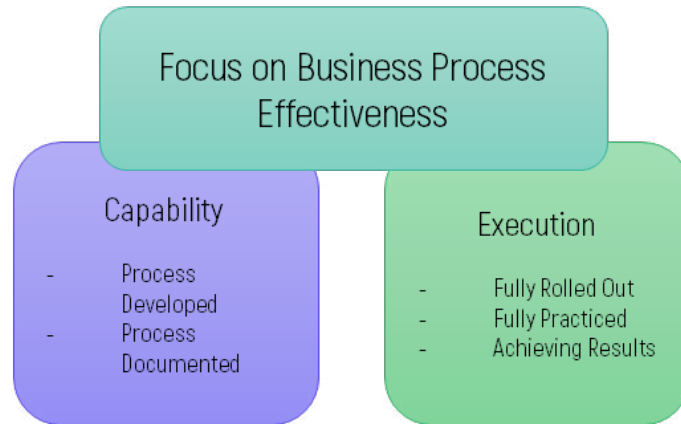 Focus on Business Process
Effectiveness
Capability
- Process
Developed
- Process
Documented
Execution
- Fully Rolled Out
- Fully Practiced
- Achieving Results